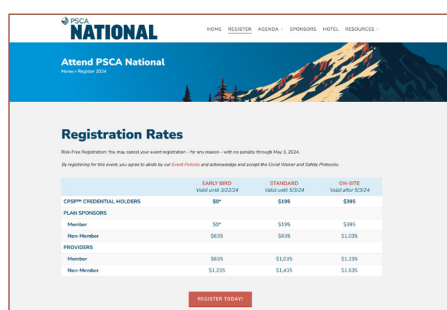 PSCA
NATIONAL
HOME REGISTER AGENDA SPONSORS HOTEL RESOURCES
Attend PSCA National
Home » Register 2024
Registration Rates
Risk-Free Registration: You may cancel your event registration - for any reason - with no penalty through May 3, 2024.
By registering for this event, you agree to abide by our Event Policies and acknowledge and accept the Covid Waiver and Safety Protocols.
EARLY BIRD STANDARD ON-SITE
Valid until 3/22/24 Valid until 5/3/24 Valid after 5/3/24
CPSP™ CREDENTIAL HOLDERS $0* $195 $395
PLAN SPONSORS
Member $0* $195 $395
Non-Member $635 $835 $1,035
PROVIDERS
Member $835 $1,035 $1,235
Non-Member $1,235 $1,435 $1,635
REGISTER TODAY!